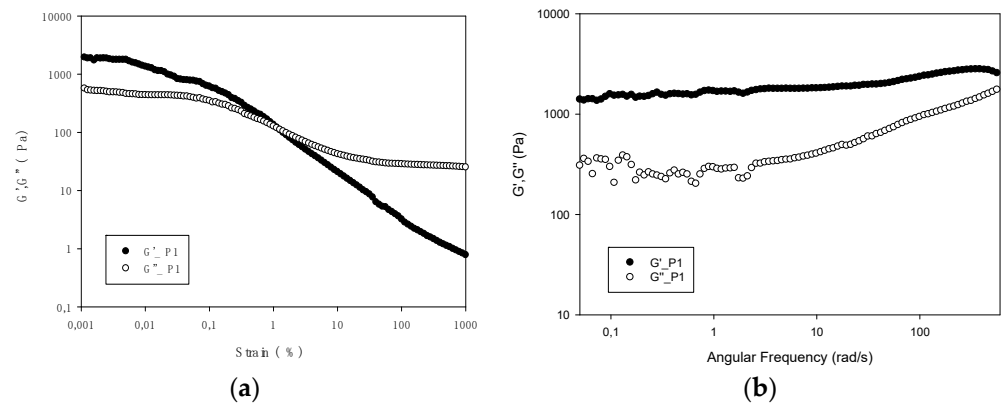 10000
1000
100
10
1
0,1
G',G" (Pa)
G'_P1
G"_P1
0,001 0,01 0,1 1 10 100 1000
Strain (%)
(a)
10000
1000
100
10
G',G" (Pa)
G'_P1
G"_P1
0,1 1 10 100
Angular Frequency (rad/s)
(b)